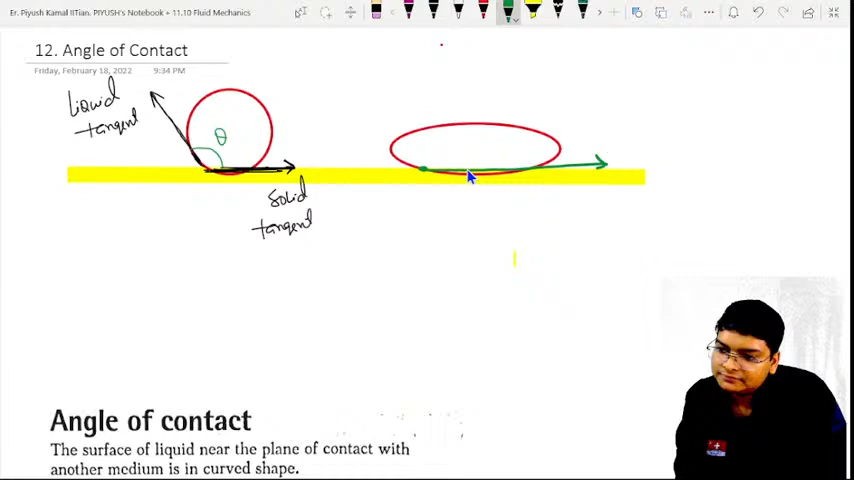 Er. Piyush Kamal IITian. PIYUSH's Notebook » 11.10 Fluid Mechanics
12. Angle of Contact
Friday, February 18, 2022 9:34 PM
Liquid
tangent
θ
Solid
tangent
Angle of contact
The surface of liquid near the plane of contact with
another medium is in curved shape.